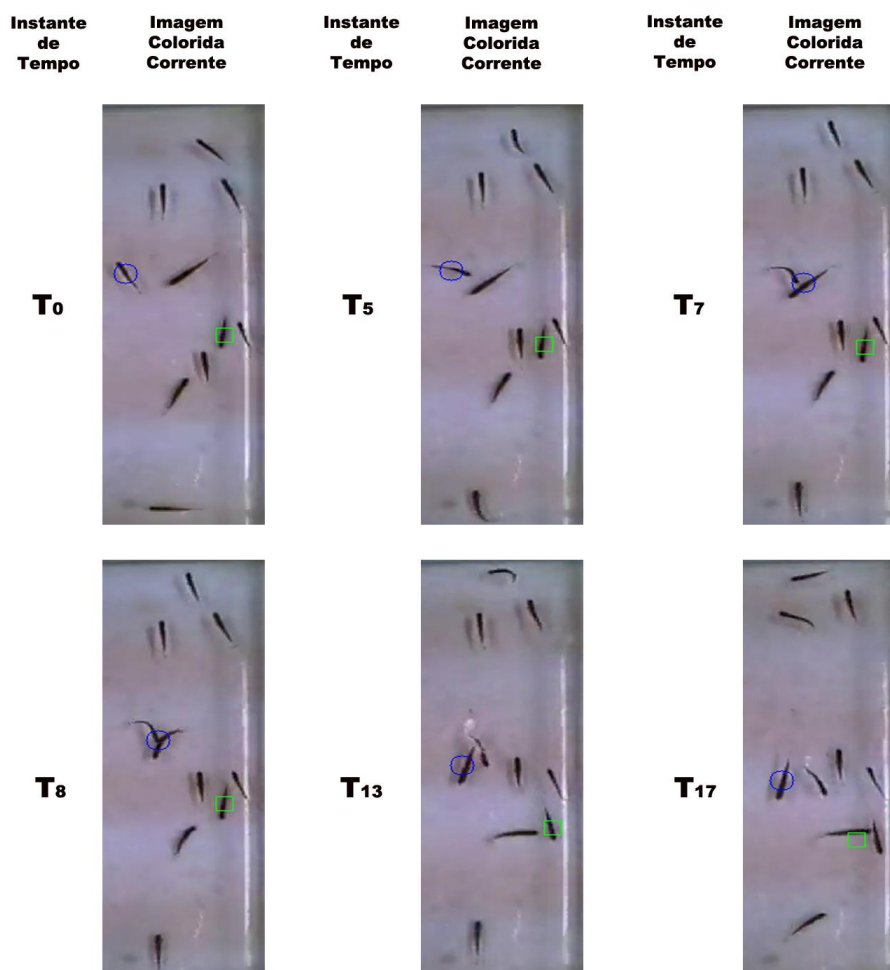 Instante de Tempo
Imagem Colorida Corrente
Instante de Tempo
Imagem Colorida Corrente
Instante de Tempo
Imagem Colorida Corrente
T0
T5
T7
T8
T13
T17